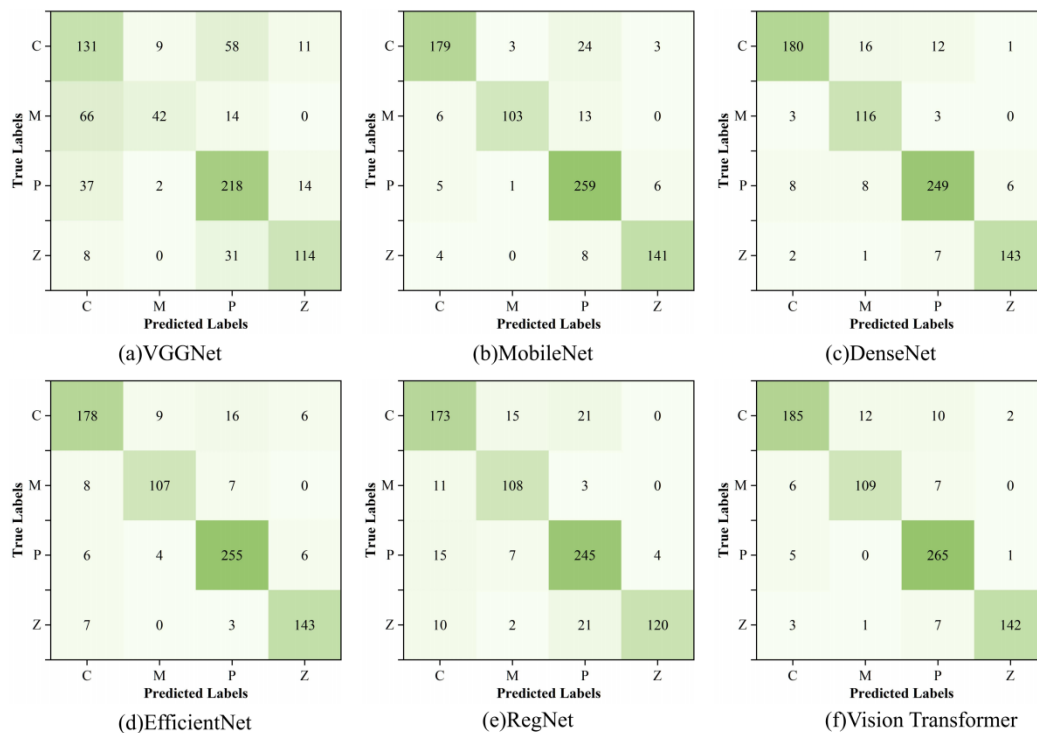 C 131 9 58 11
M 66 42 14 0
P 37 2 218 14
Z 8 0 31 114
C M P Z
True Labels
Predicted Labels
(a)VGGNet
C 179 3 24 3
M 6 103 13 0
P 5 1 259 6
Z 4 0 8 141
C M P Z
True Labels
Predicted Labels
(b)MobileNet
C 180 16 12 1
M 3 116 3 0
P 8 8 249 6
Z 2 1 7 143
C M P Z
True Labels
Predicted Labels
(c)DenseNet
C 178 9 16 6
M 8 107 7 0
P 6 4 255 6
Z 7 0 3 143
C M P Z
True Labels
Predicted Labels
(d)EfficientNet
C 173 15 21 0
M 11 108 3 0
P 15 7 245 4
Z 10 2 21 120
C M P Z
True Labels
Predicted Labels
(e)RegNet
C 185 12 10 2
M 6 109 7 0
P 5 0 265 1
Z 3 1 7 142
C M P Z
True Labels
Predicted Labels
(f)Vision Transformer